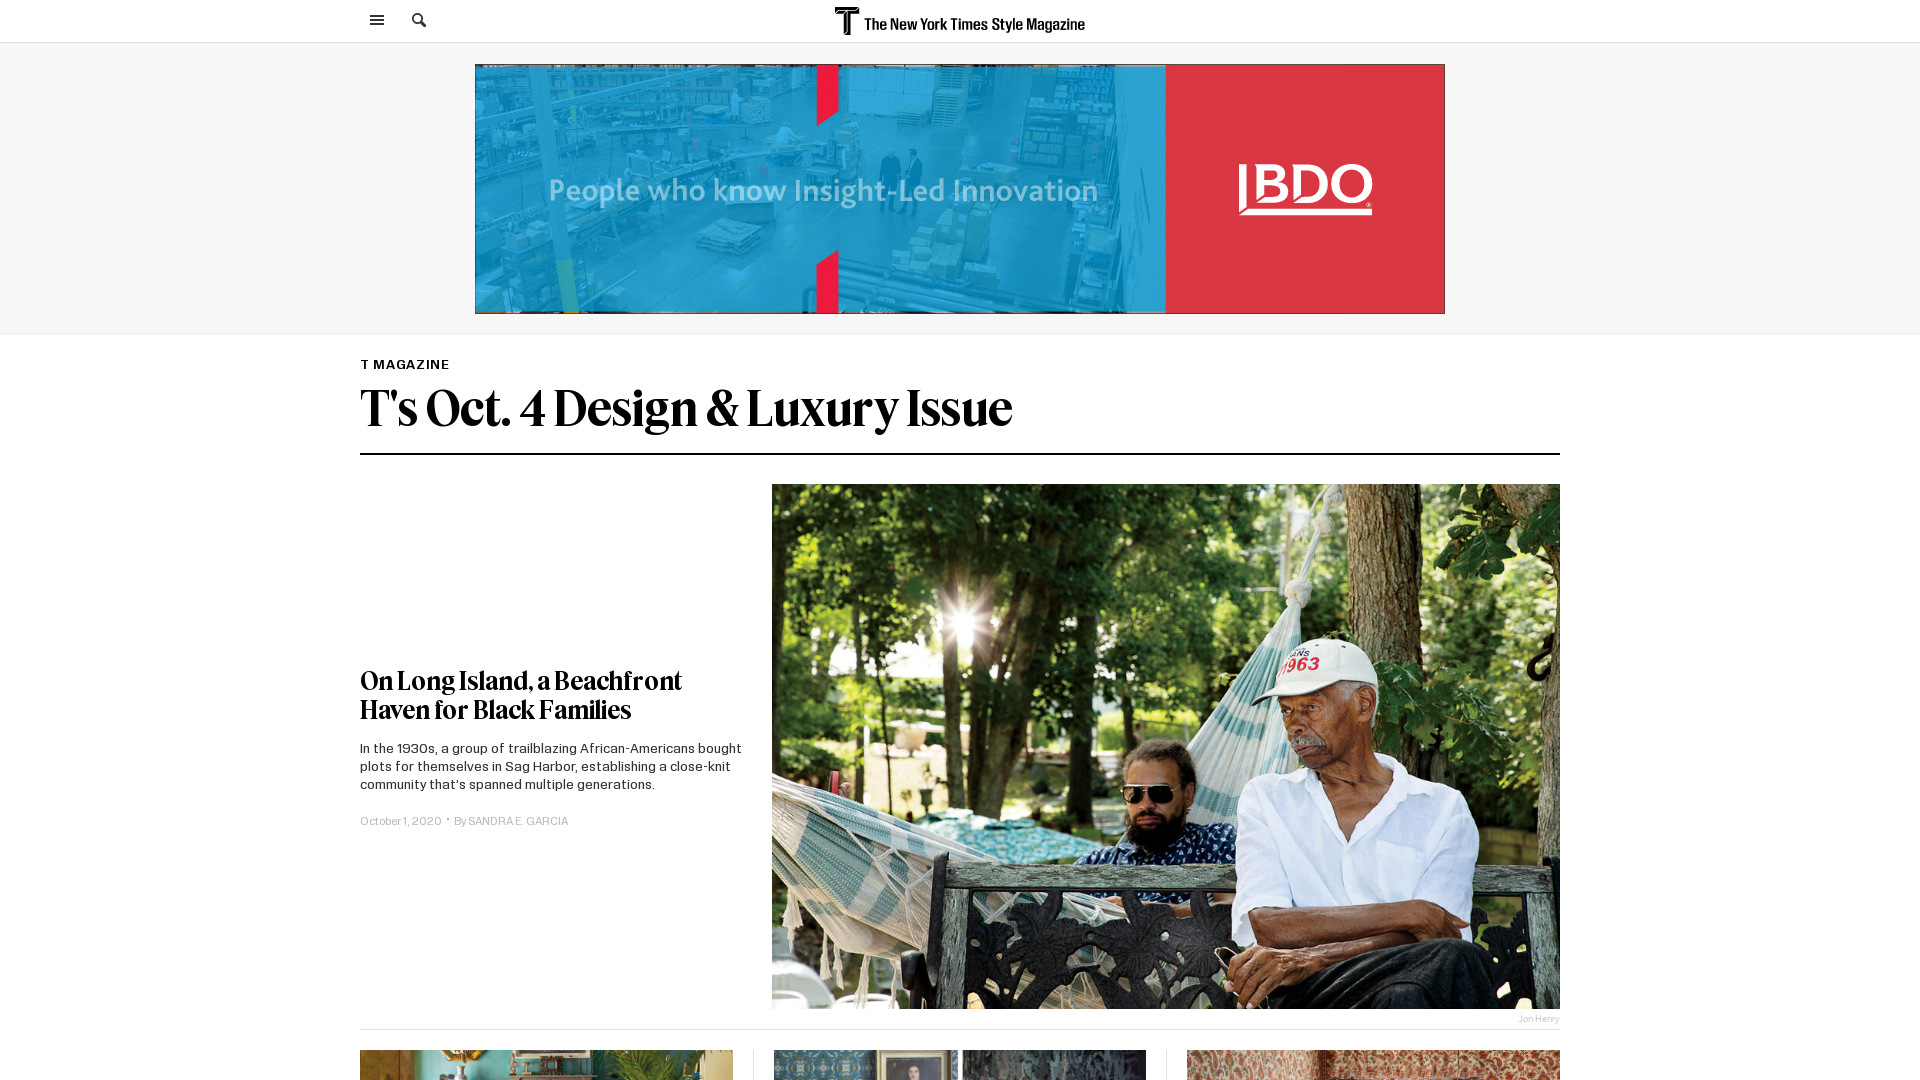 The New York Times Style Magazine
People who know Insight-Led Innovation
BDO
T MAGAZINE
T's Oct. 4 Design & Luxury Issue
On Long Island, a Beachfront
Haven for Black Families
In the 1930s, a group of trailblazing African-Americans bought
plots for themselves in Sag Harbor, establishing a close-knit
community that’s spanned multiple generations.
October 1, 2020 • By SANDRA E. GARCIA
1963
Jon Henry